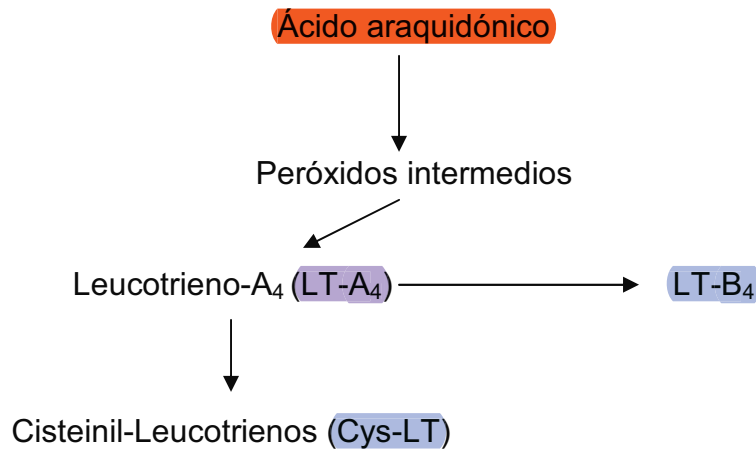 Ácido araquidónico
Peróxidos intermedios
Leucotrieno-A₄ (LT-A₄) LT-B₄
Cisteinil-Leucotrienos (Cys-LT)